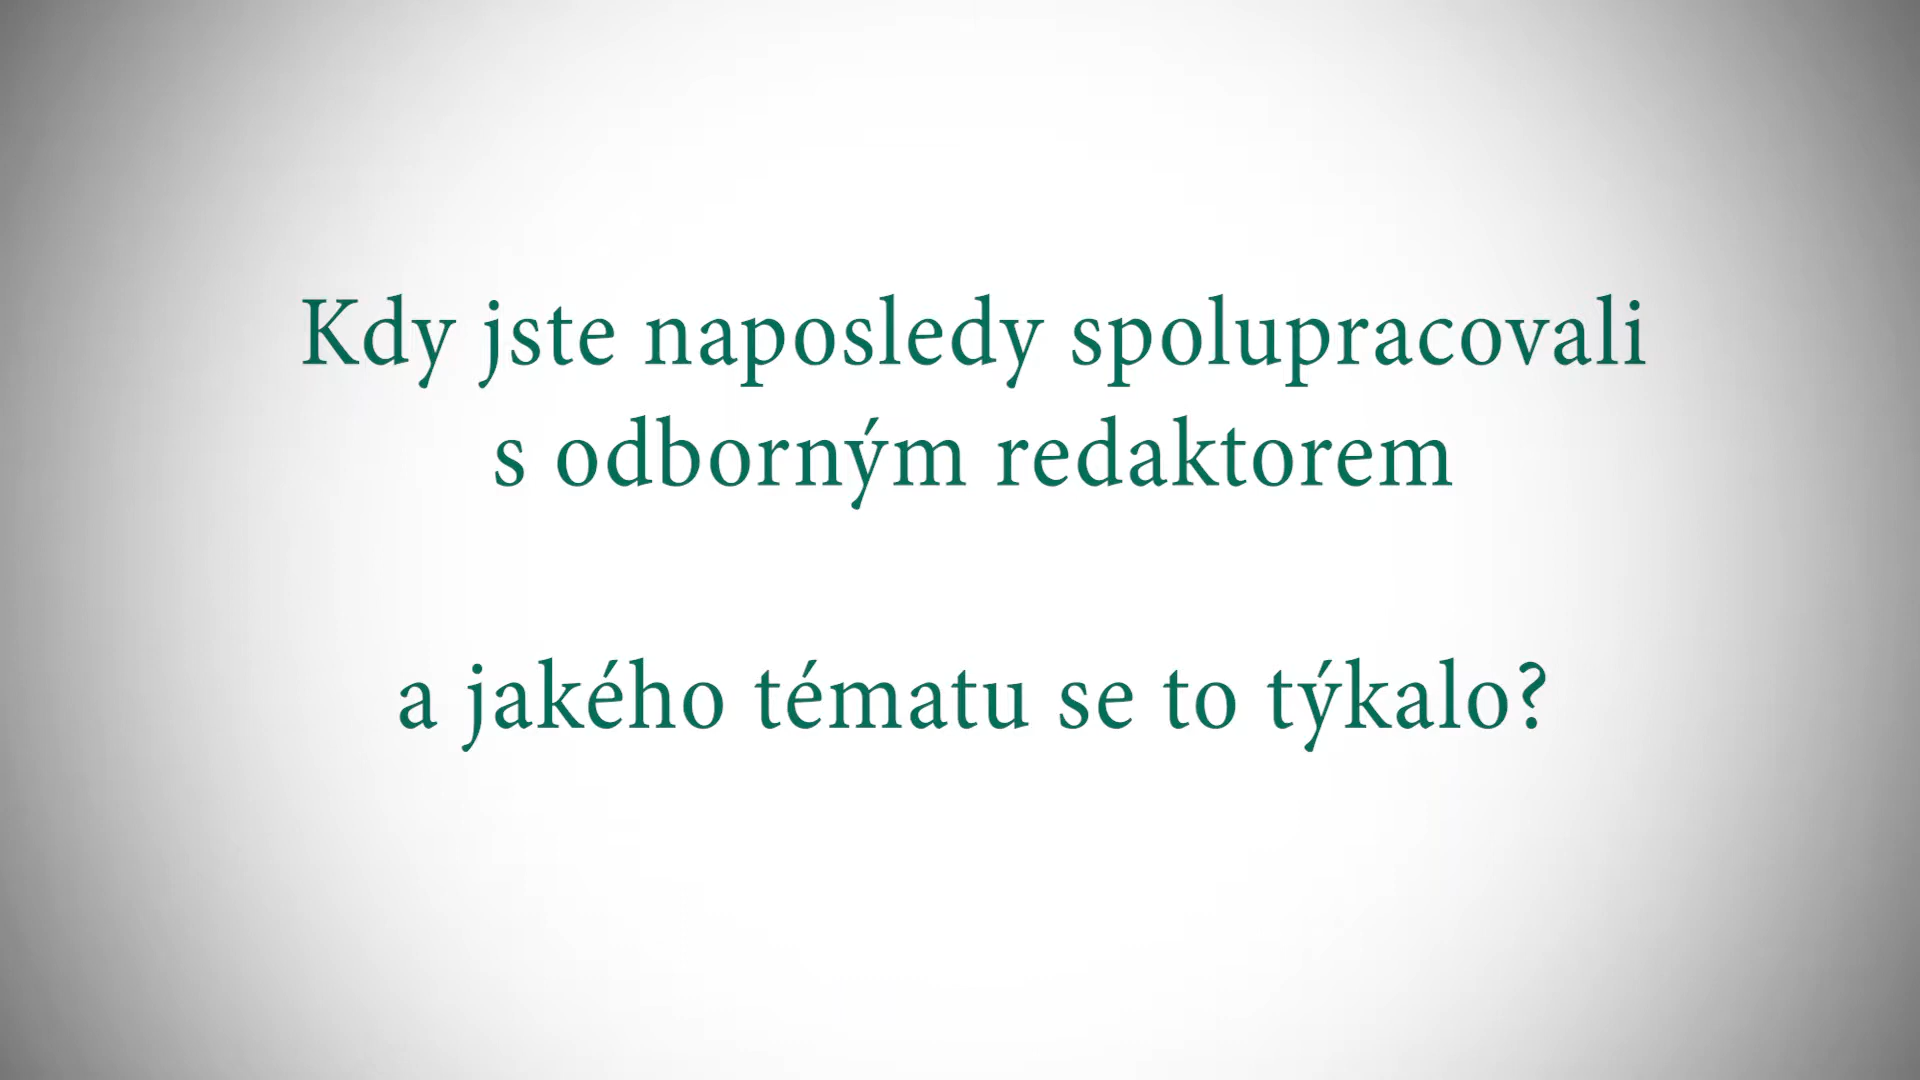 Kdy jste naposledy spolupracovali
s odborným redaktorem
a jakého tématu se to týkalo?